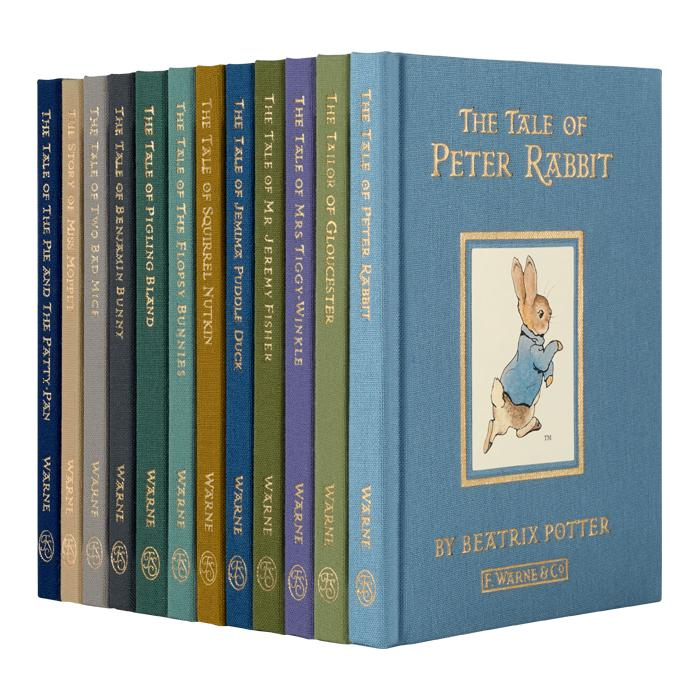 THE TALE OF THE PIE AND THE PATTY-PAN
WARNE
THE STORY OF MISS MOPPET
WARNE
THE TALE OF TWO BAD MICE
WARNE
THE TALE OF BENJAMIN BUNNY
WARNE
THE TALE OF PIGLING BLAND
WARNE
THE TALE OF THE FLOPSY BUNNIES
WARNE
THE TALE OF SQUIRREL NUTKIN
WARNE
THE TALE OF JEMIMA PUDDLE DUCK
WARNE
THE TALE OF MR JEREMY FISHER
WARNE
THE TALE OF MRS TIGGY-WINKLE
WARNE
THE TAILOR OF GLOUCESTER
WARNE
THE TALE OF PETER RABBIT
WARNE
THE TALE OF
PETER RABBIT
TM
BY BEATRIX POTTER
F. WARNE & Co